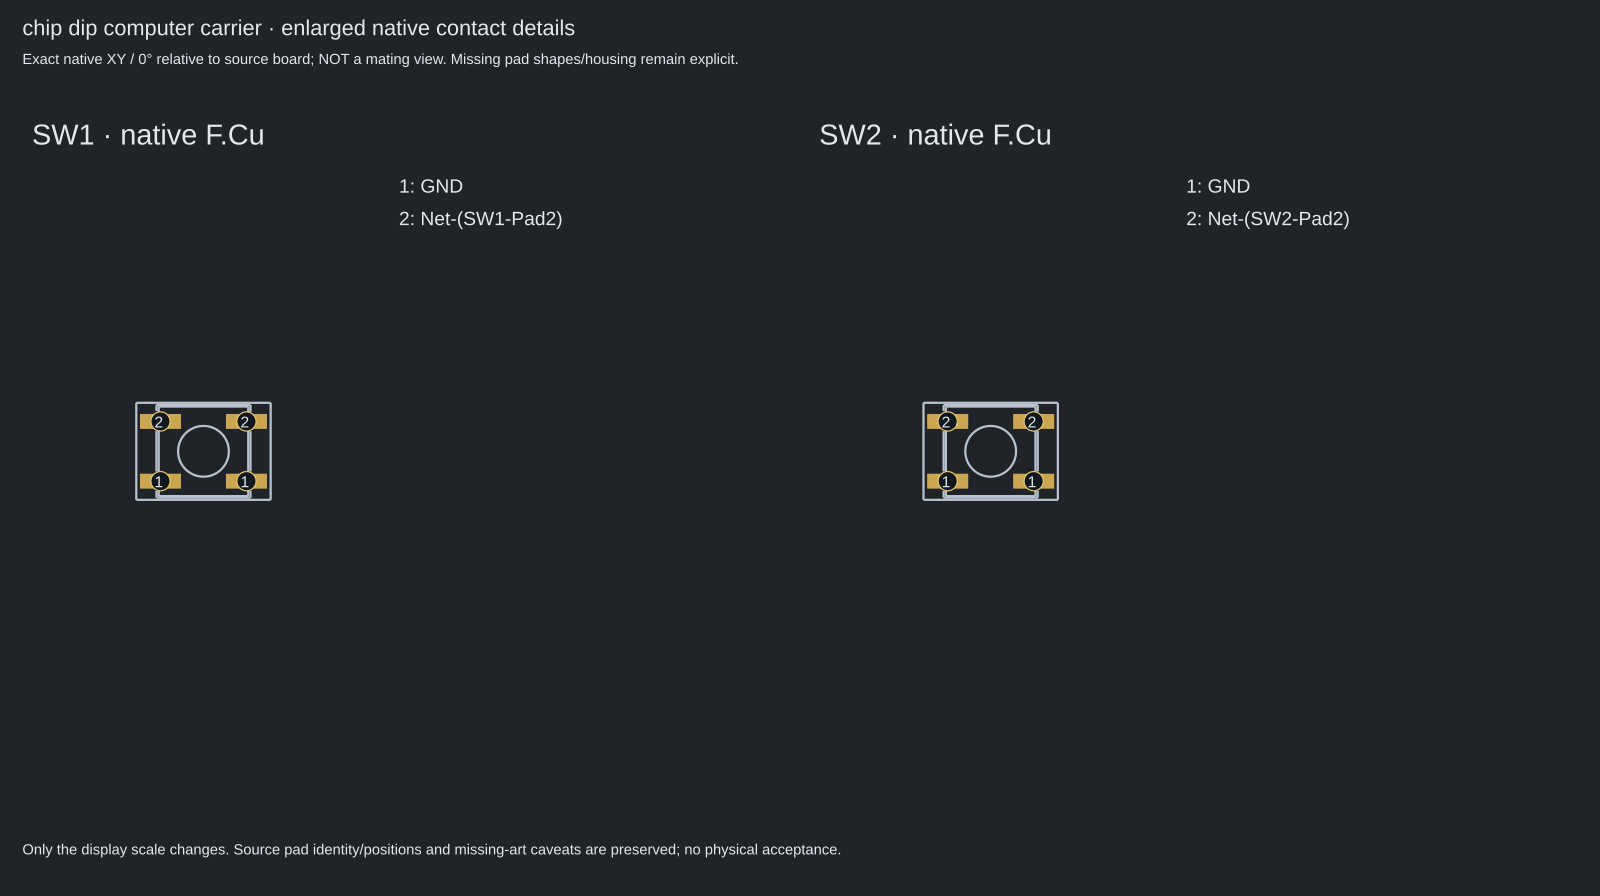 chip dip computer carrier · enlarged native contact details
Exact native XY / 0° relative to source board; NOT a mating view. Missing pad shapes/housing remain explicit.
SW1 · native F.Cu
1: GND
2: Net-(SW1-Pad2)
2 2
1 1
SW2 · native F.Cu
1: GND
2: Net-(SW2-Pad2)
2 2
1 1
Only the display scale changes. Source pad identity/positions and missing-art caveats are preserved; no physical acceptance.